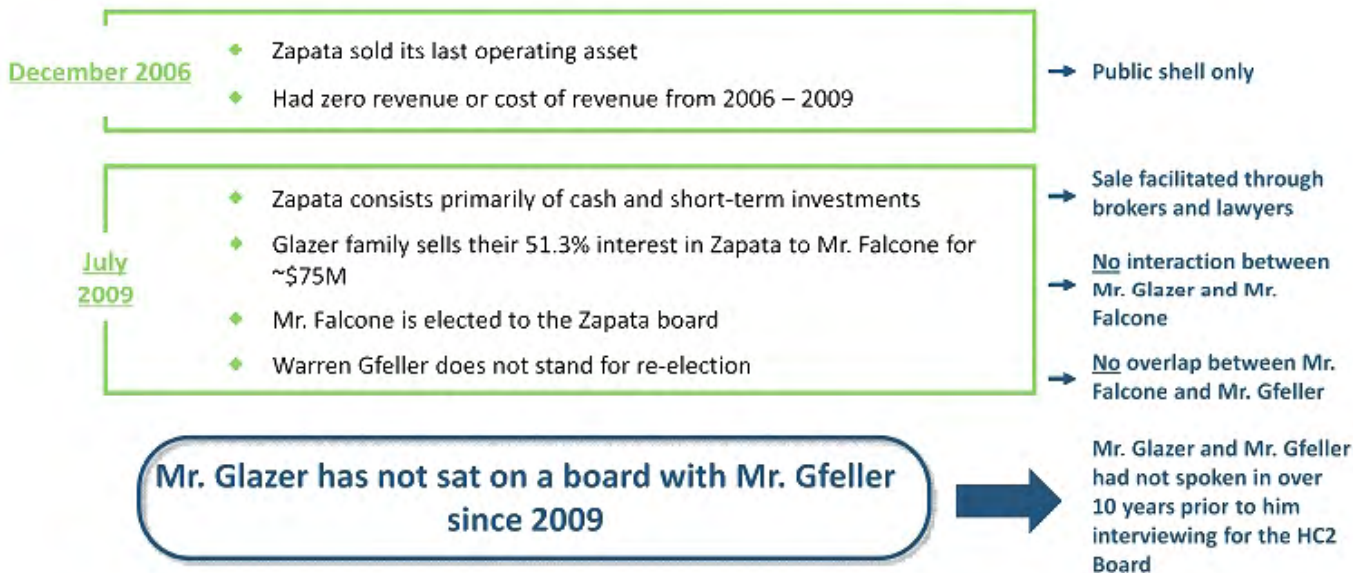 December 2006
Zapata sold its last operating asset
Had zero revenue or cost of revenue from 2006 – 2009
Public shell only
July
2009
Zapata consists primarily of cash and short-term investments
Glazer family sells their 51.3% interest in Zapata to Mr. Falcone for
~$75M
Mr. Falcone is elected to the Zapata board
Warren Gfeller does not stand for re-election
Sale facilitated through
brokers and lawyers
No interaction between
Mr. Glazer and Mr.
Falcone
No overlap between Mr.
Falcone and Mr. Gfeller
Mr. Glazer has not sat on a board with Mr. Gfeller
since 2009
Mr. Glazer and Mr. Gfeller
had not spoken in over
10 years prior to him
interviewing for the HC2
Board